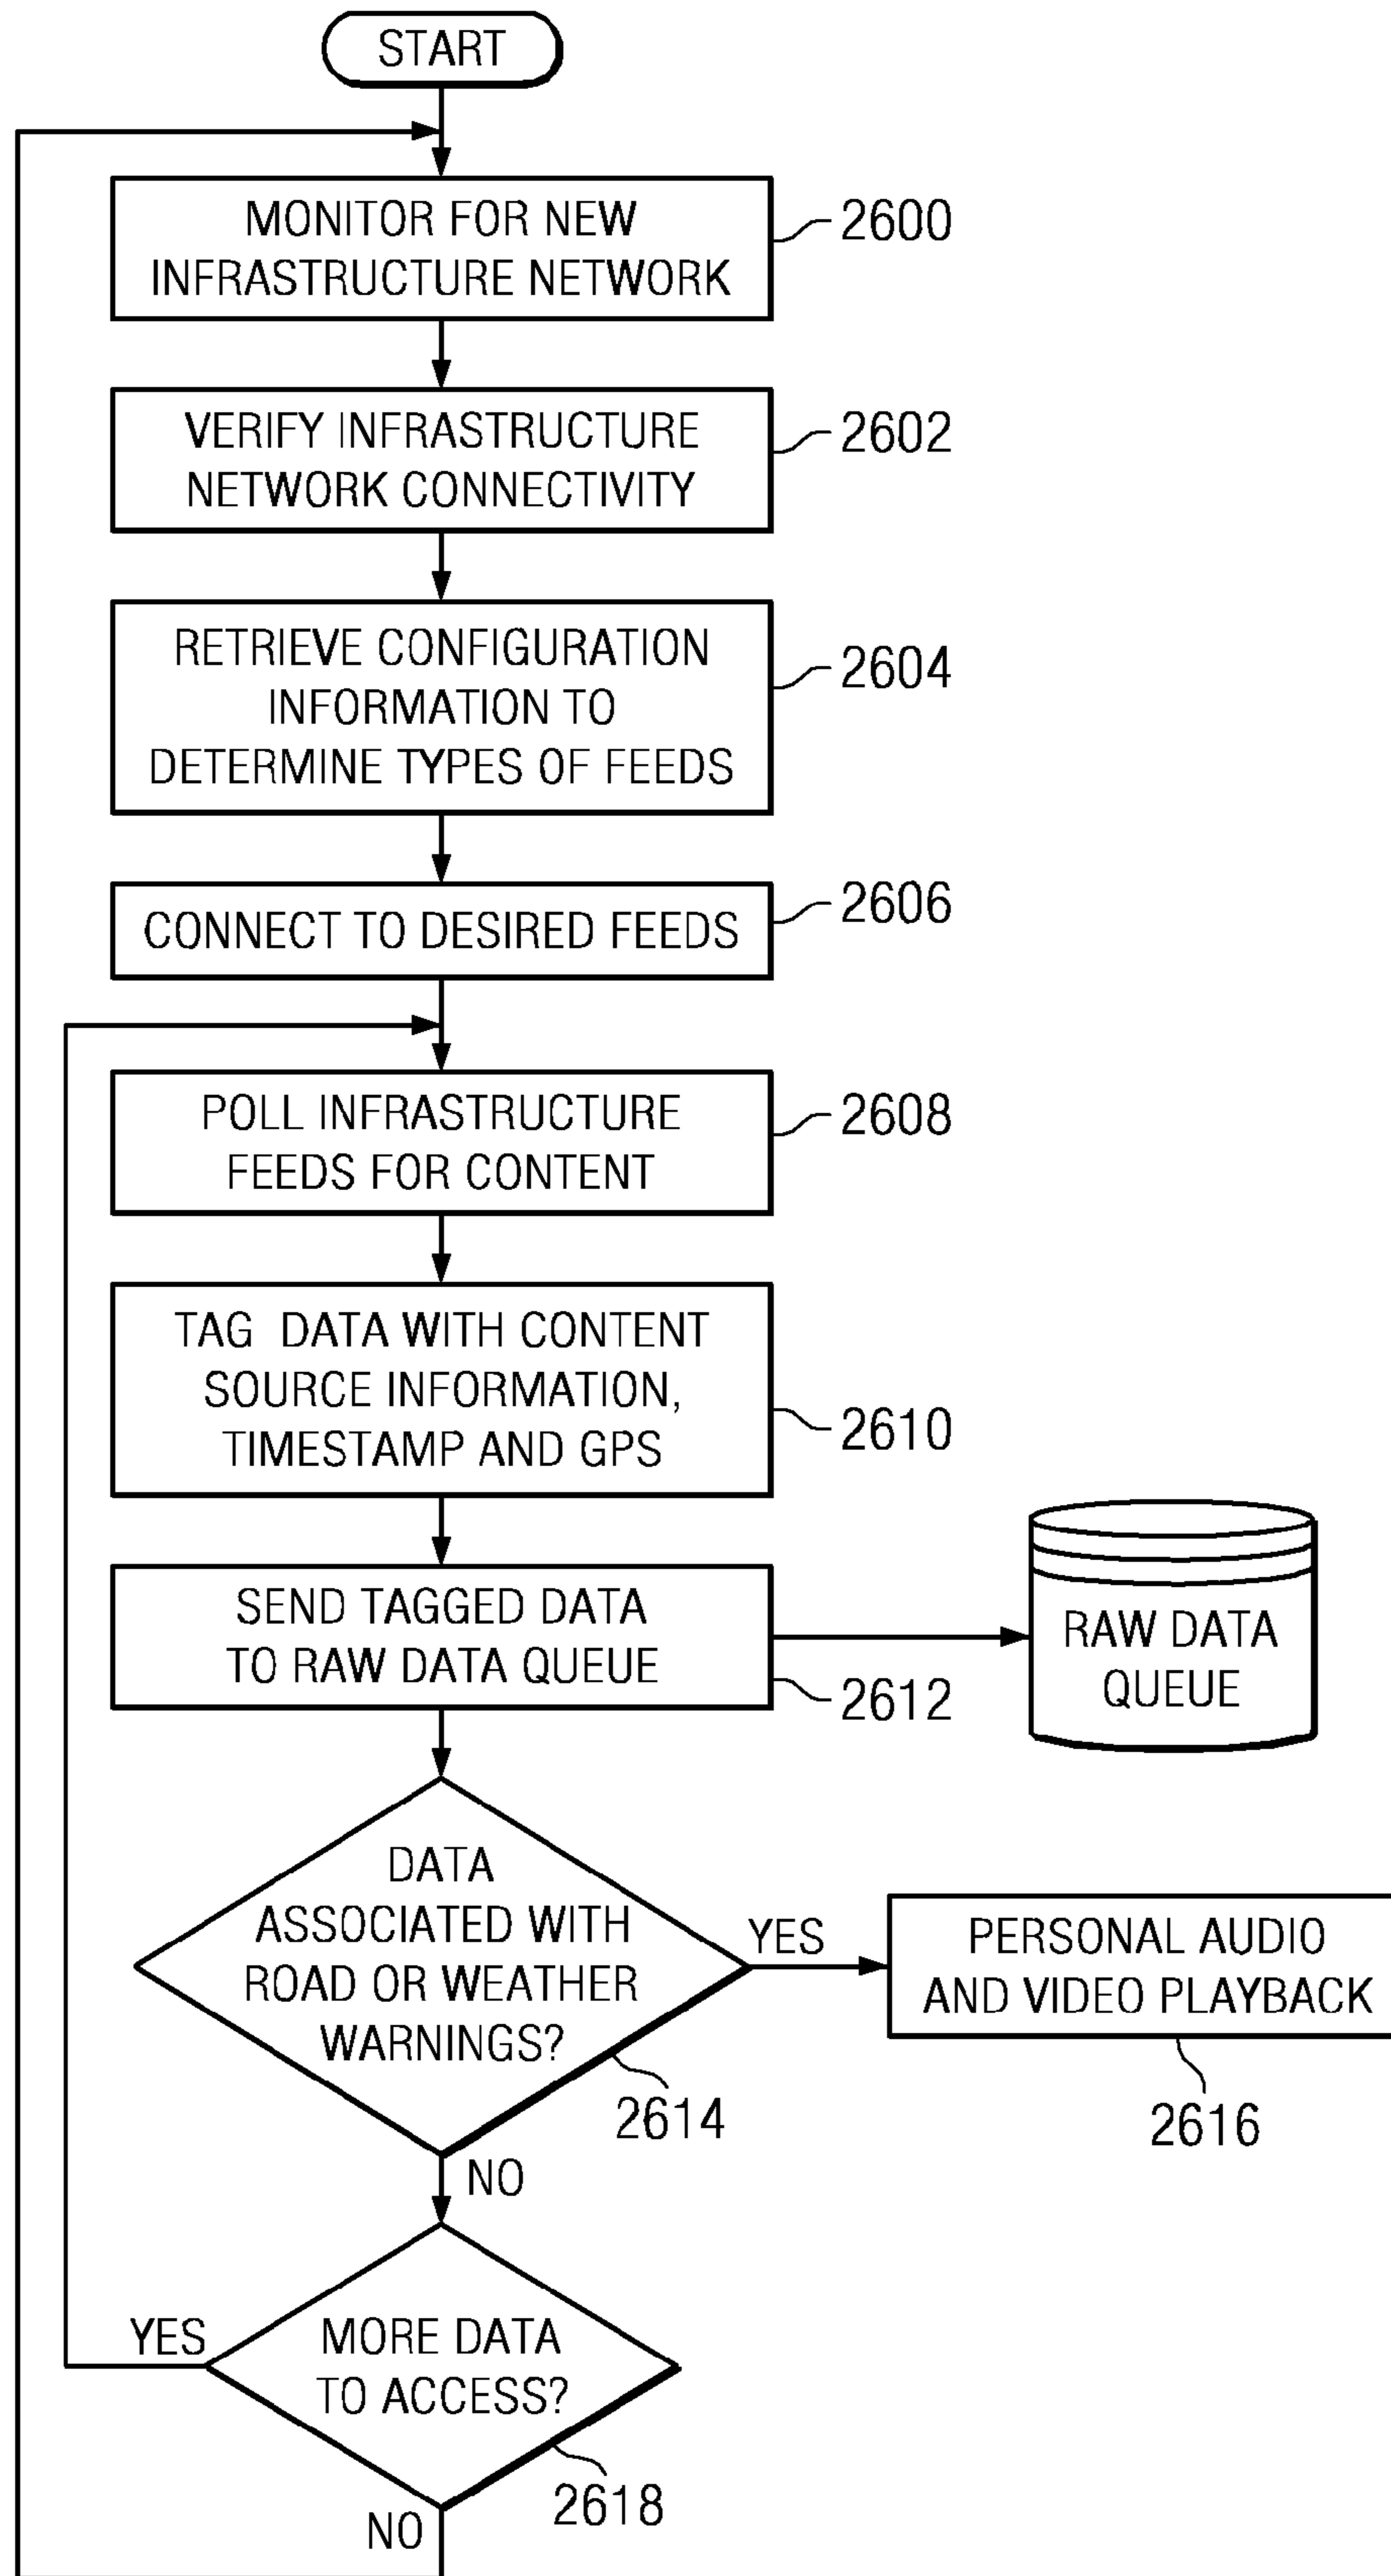 START
MONITOR FOR NEW
INFRASTRUCTURE NETWORK
2600
VERIFY INFRASTRUCTURE
NETWORK CONNECTIVITY
2602
RETRIEVE CONFIGURATION
INFORMATION TO
DETERMINE TYPES OF FEEDS
2604
CONNECT TO DESIRED FEEDS
2606
POLL INFRASTRUCTURE
FEEDS FOR CONTENT
2608
TAG DATA WITH CONTENT
SOURCE INFORMATION,
TIMESTAMP AND GPS
2610
SEND TAGGED DATA
TO RAW DATA QUEUE
2612
RAW DATA
QUEUE
DATA
ASSOCIATED WITH
ROAD OR WEATHER
WARNINGS?
2614
YES
PERSONAL AUDIO
AND VIDEO PLAYBACK
2616
NO
MORE DATA
TO ACCESS?
2618
YES
NO